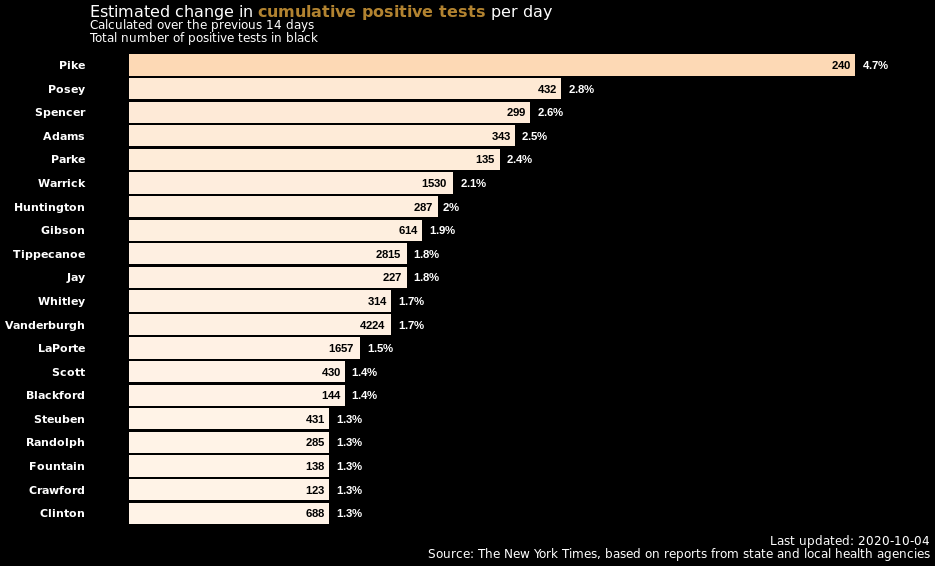 Estimated change in cumulative positive tests per day
Calculated over the previous 14 days
Total number of positive tests in black
Pike 240 4.7%
Posey 432 2.8%
Spencer 299 2.6%
Adams 343 2.5%
Parke 135 2.4%
Warrick 1530 2.1%
Huntington 287 2%
Gibson 614 1.9%
Tippecanoe 2815 1.8%
Jay 227 1.8%
Whitley 314 1.7%
Vanderburgh 4224 1.7%
LaPorte 1657 1.5%
Scott 430 1.4%
Blackford 144 1.4%
Steuben 431 1.3%
Randolph 285 1.3%
Fountain 138 1.3%
Crawford 123 1.3%
Clinton 688 1.3%
Last updated: 2020-10-04
Source: The New York Times, based on reports from state and local health agencies